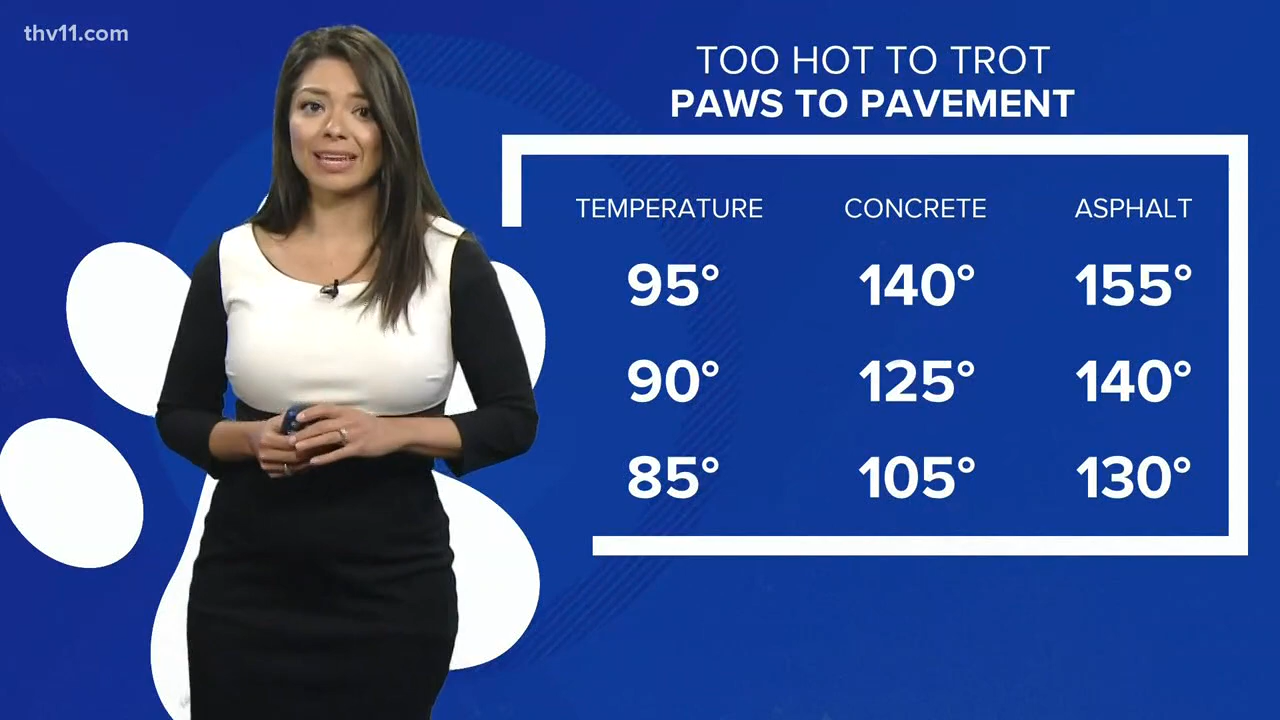 thv11.com
TOO HOT TO TROT
PAWS TO PAVEMENT
TEMPERATURE CONCRETE ASPHALT
95° 140° 155°
90° 125° 140°
85° 105° 130°